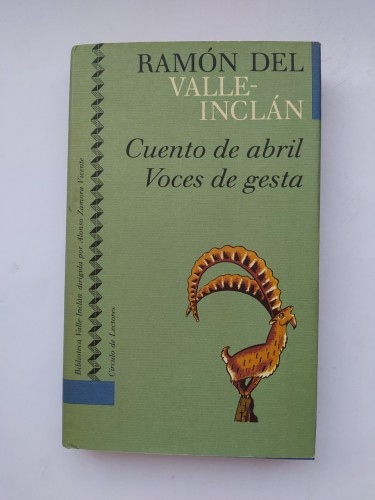 RAMÓN DEL
VALLE-
INCLÁN
Cuento de abril
Voces de gesta
Biblioteca Valle-Inclán dirigida por Alonso Zamora Vicente
Círculo de Lectores